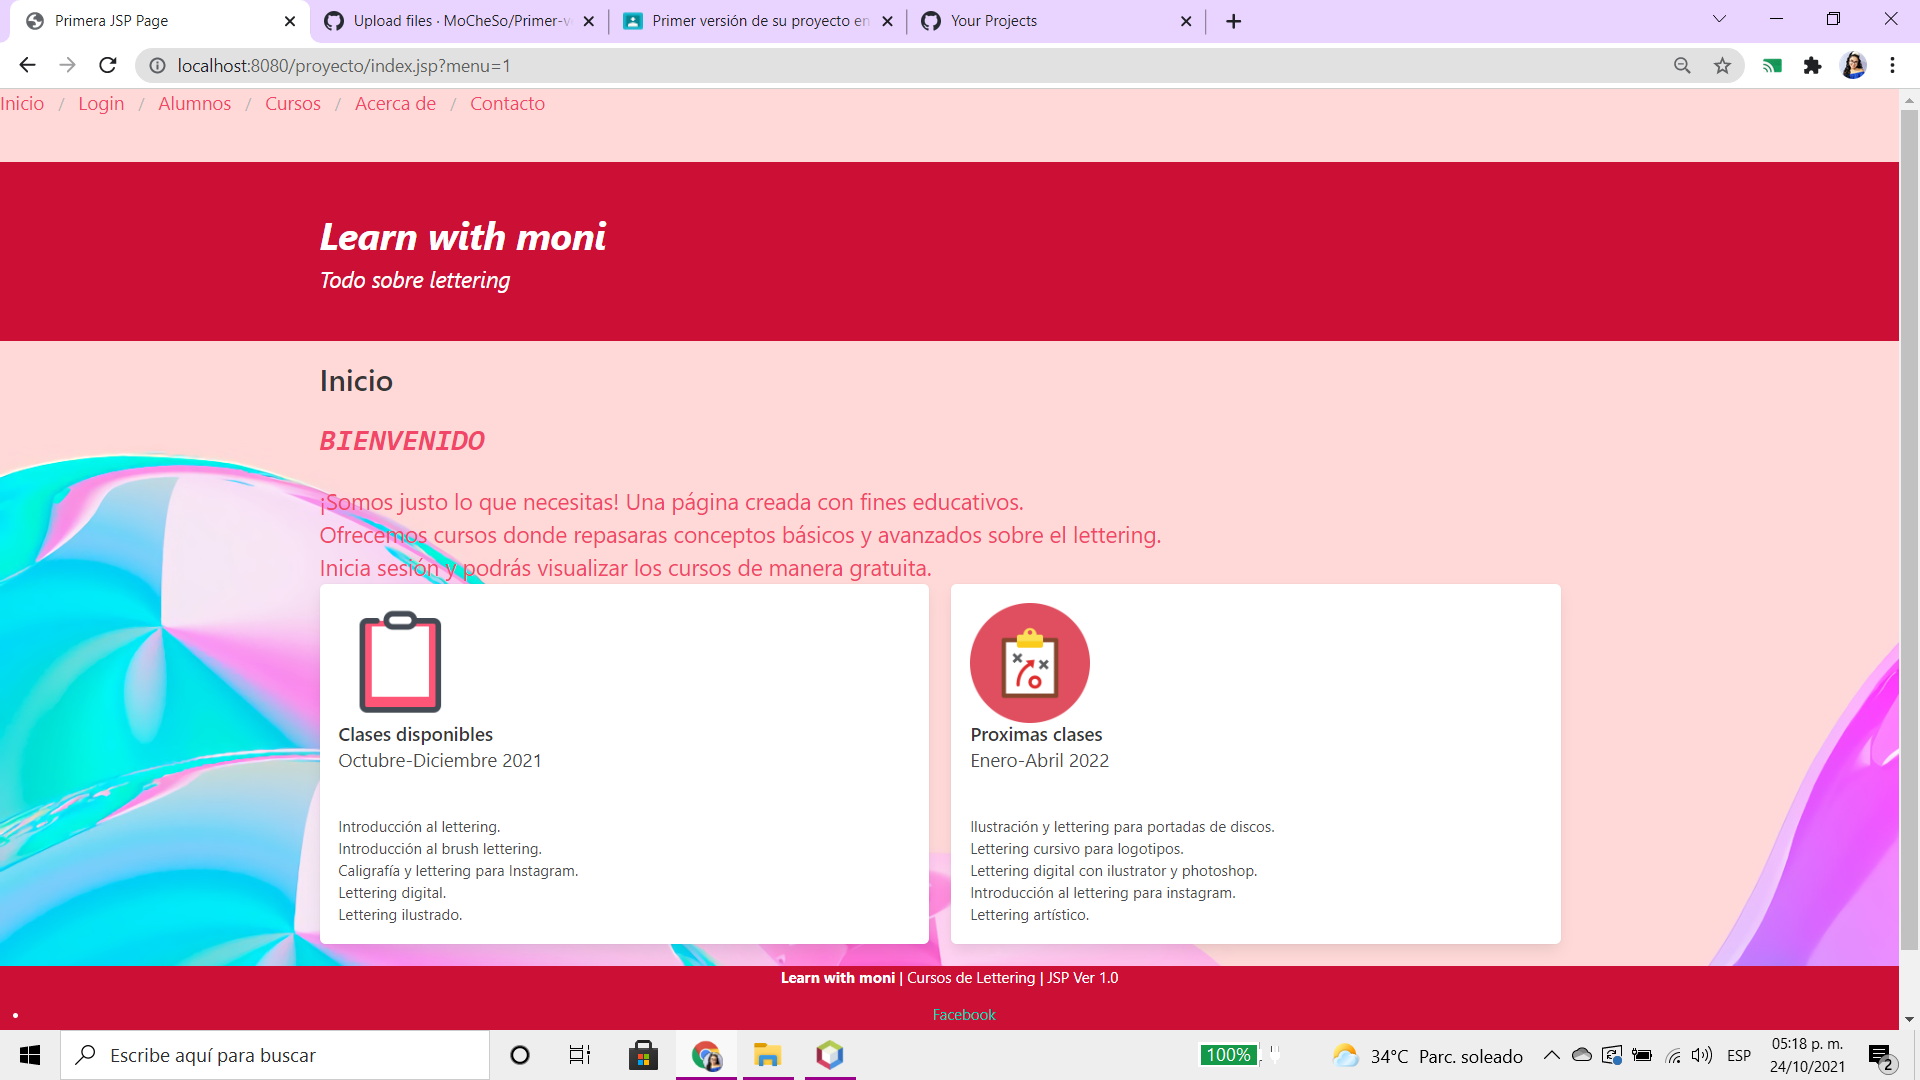 Primera JSP Page
Upload files · MoCheSo/Primer-v
Primer versión de su proyecto en
Your Projects
localhost:8080/proyecto/index.jsp?menu=1
Inicio / Login / Alumnos / Cursos / Acerca de / Contacto
Learn with moni
Todo sobre lettering
Inicio
BIENVENIDO
¡Somos justo lo que necesitas! Una página creada con fines educativos.
Ofrecemos cursos donde repasaras conceptos básicos y avanzados sobre el lettering.
Inicia sesión y podrás visualizar los cursos de manera gratuita.
Clases disponibles
Octubre-Diciembre 2021
Introducción al lettering.
Introducción al brush lettering.
Caligrafía y lettering para Instagram.
Lettering digital.
Lettering ilustrado.
Proximas clases
Enero-Abril 2022
Ilustración y lettering para portadas de discos.
Lettering cursivo para logotipos.
Lettering digital con ilustrator y photoshop.
Introducción al lettering para instagram.
Lettering artístico.
Learn with moni | Cursos de Lettering | JSP Ver 1.0
Facebook
Escribe aquí para buscar
100%
34°C Parc. soleado
ESP
05:18 p. m.
24/10/2021
2